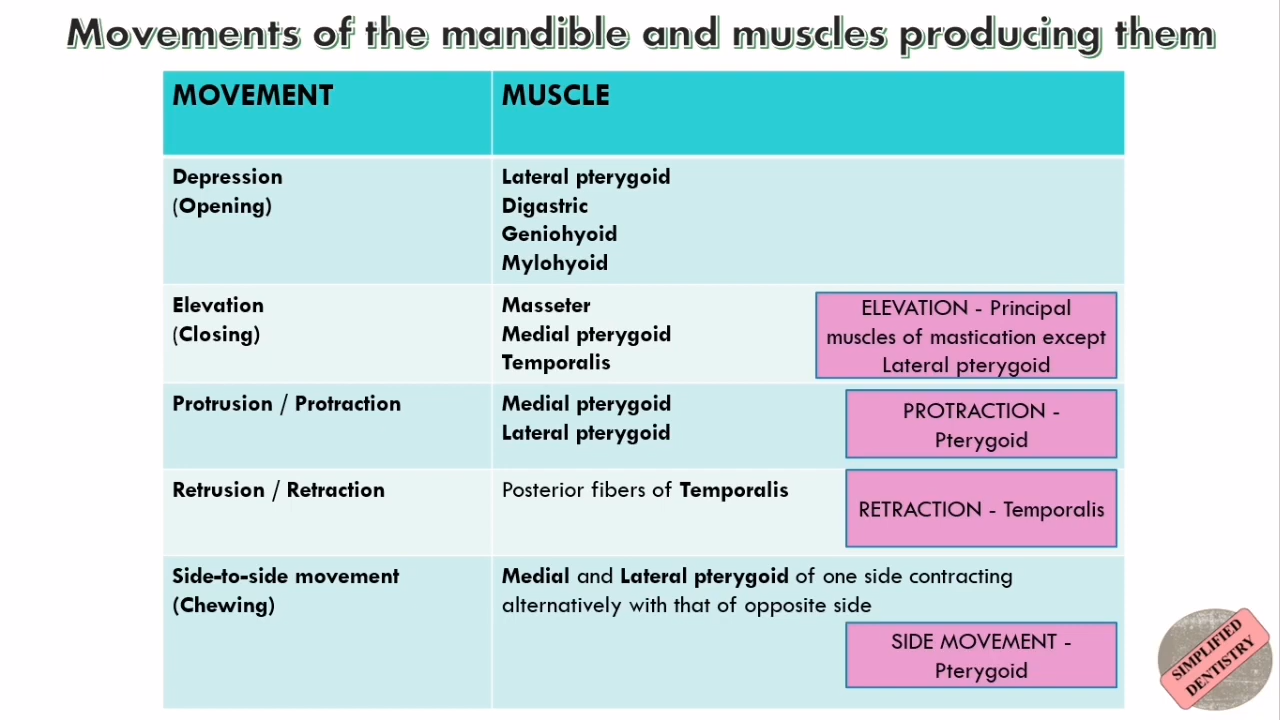 Movements of the mandible and muscles producing them
MOVEMENT
MUSCLE
Depression
(Opening)
Lateral pterygoid
Digastric
Geniohyoid
Mylohyoid
Elevation
(Closing)
Masseter
Medial pterygoid
Temporalis
ELEVATION - Principal
muscles of mastication except
Lateral pterygoid
Protrusion / Protraction
Medial pterygoid
Lateral pterygoid
PROTRACTION -
Pterygoid
Retrusion / Retraction
Posterior fibers of Temporalis
RETRACTION - Temporalis
Side-to-side movement
(Chewing)
Medial and Lateral pterygoid of one side contracting
alternatively with that of opposite side
SIDE MOVEMENT -
Pterygoid
SIMPLIFIED
DENTISTRY